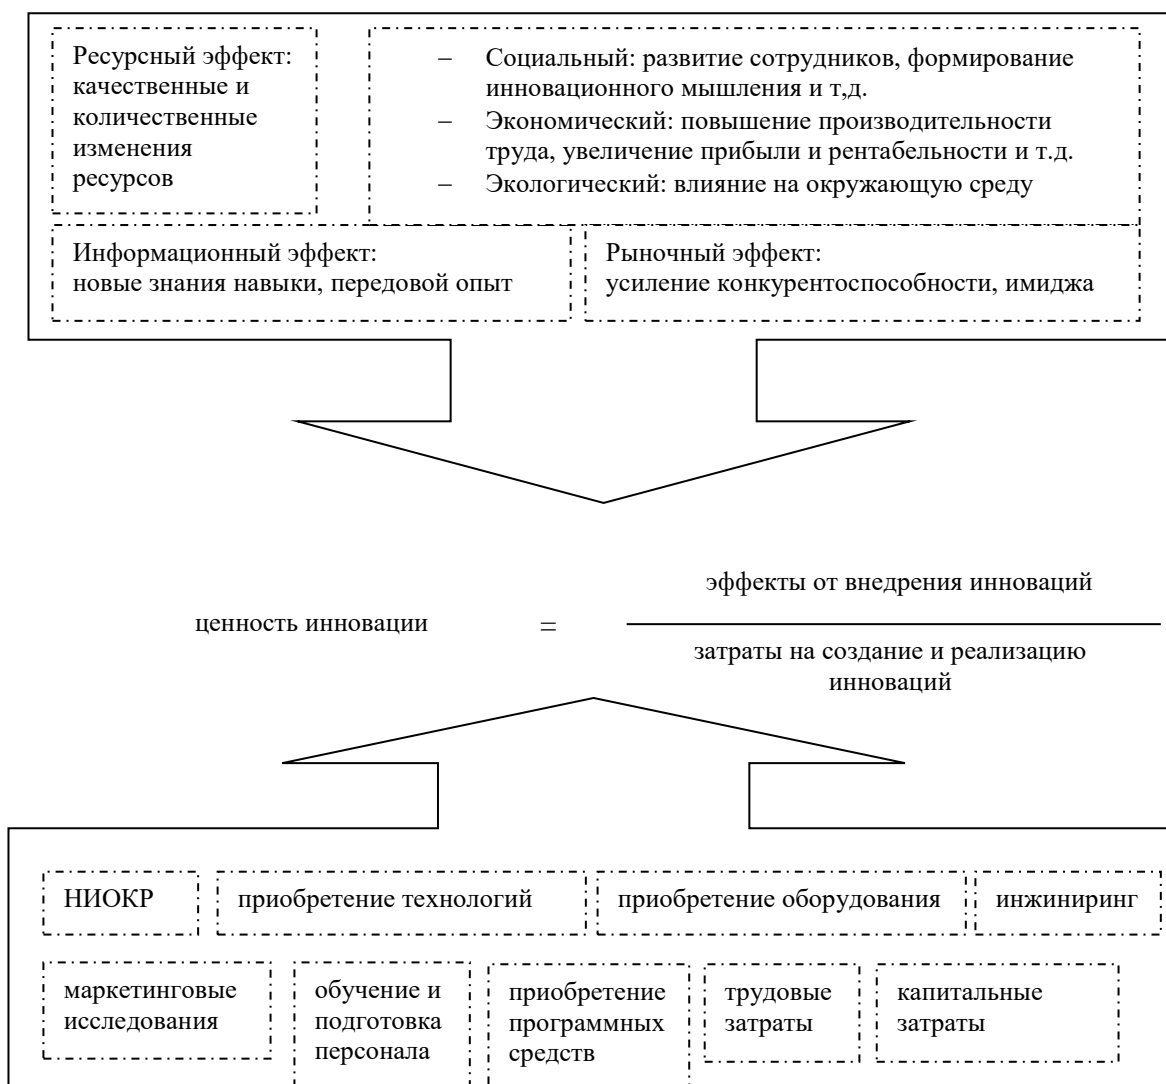 Ресурсный эффект:
качественные и
количественные
изменения
ресурсов
– Социальный: развитие сотрудников, формирование
инновационного мышления и т,д.
– Экономический: повышение производительности
труда, увеличение прибыли и рентабельности и т.д.
– Экологический: влияние на окружающую среду
Информационный эффект:
новые знания навыки, передовой опыт
Рыночный эффект:
усиление конкурентоспособности, имиджа
ценность инновации =
эффекты от внедрения инноваций
затраты на создание и реализацию
инноваций
НИОКР
приобретение технологий
приобретение оборудования
инжиниринг
маркетинговые
исследования
обучение и
подготовка
персонала
приобретение
программных
средств
трудовые
затраты
капитальные
затраты